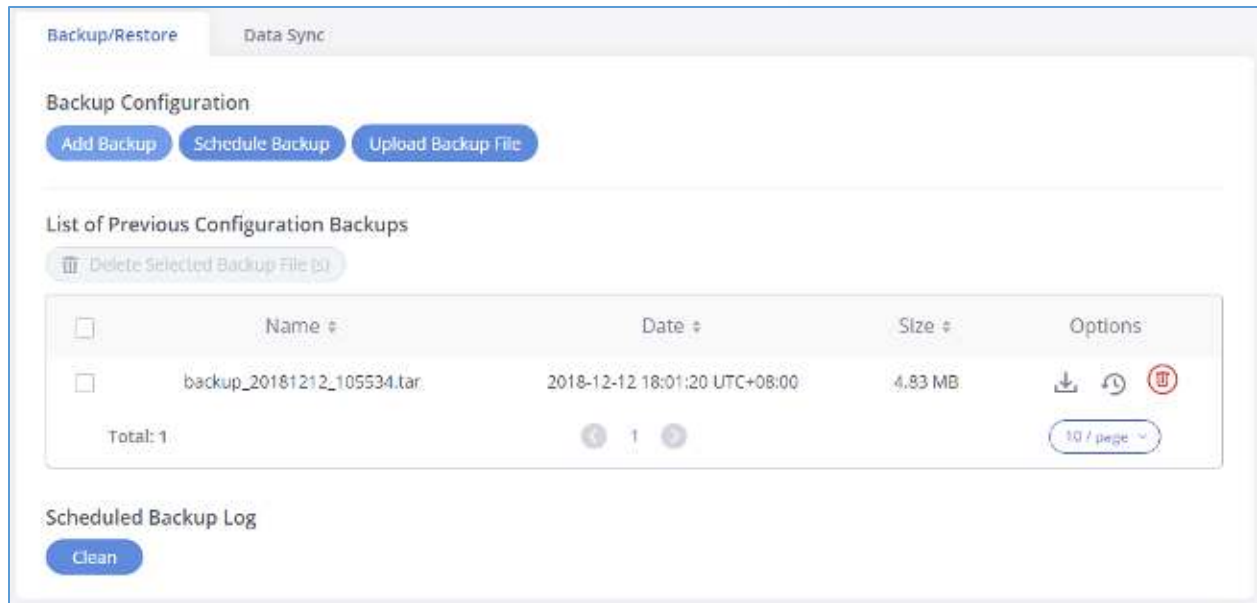 Backup/Restore Data Sync
Backup Configuration
Add Backup Schedule Backup Upload Backup File
List of Previous Configuration Backups
Delete Selected Backup File (s)
Name Date Size Options
backup_20181212_105534.tar 2018-12-12 18:01:20 UTC+08:00 4.83 MB
Total: 1 1 10 / page
Scheduled Backup Log
Clean